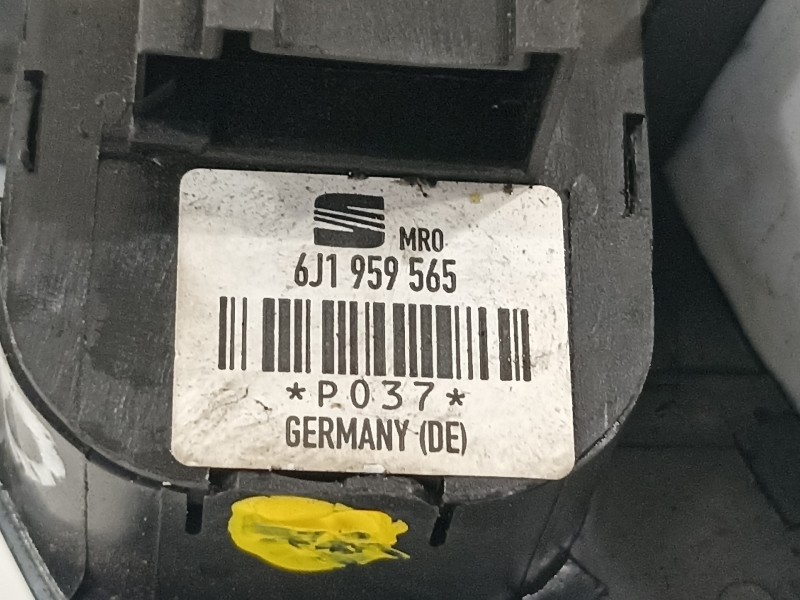 MRO
6J1 959 565
*P037*
GERMANY (DE)